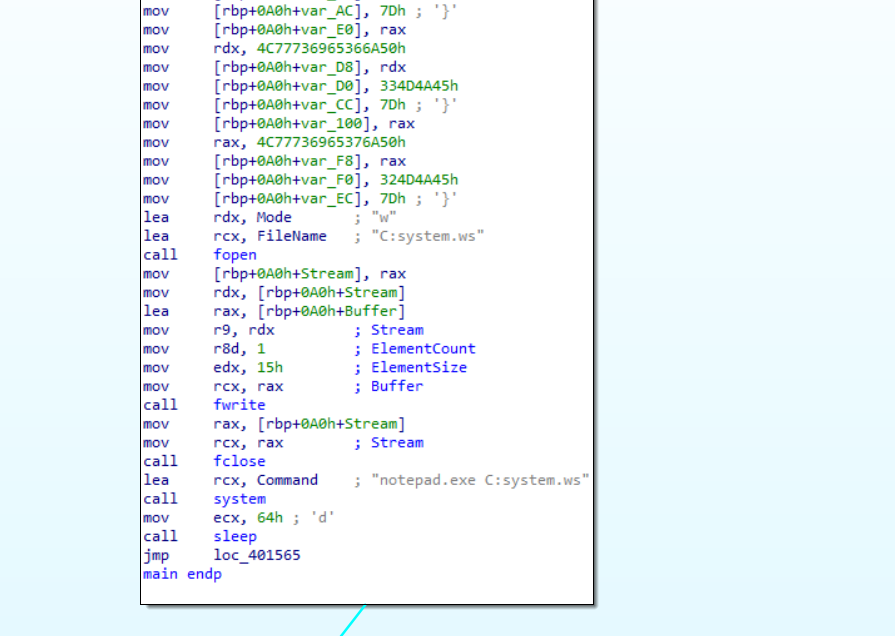 mov [rbp+0A0h+var_AC], 7Dh ; '}'
mov [rbp+0A0h+var_E0], rax
mov rdx, 4C77736965366A50h
mov [rbp+0A0h+var_D8], rdx
mov [rbp+0A0h+var_D0], 334D4A45h
mov [rbp+0A0h+var_CC], 7Dh ; '}'
mov [rbp+0A0h+var_100], rax
mov rax, 4C77736965376A50h
mov [rbp+0A0h+var_F8], rax
mov [rbp+0A0h+var_F0], 324D4A45h
mov [rbp+0A0h+var_EC], 7Dh ; '}'
lea rdx, Mode ; "w"
lea rcx, FileName ; "C:system.ws"
call fopen
mov [rbp+0A0h+Stream], rax
mov rdx, [rbp+0A0h+Stream]
lea rax, [rbp+0A0h+Buffer]
mov r9, rdx ; Stream
mov r8d, 1 ; ElementCount
mov edx, 15h ; ElementSize
mov rcx, rax ; Buffer
call fwrite
mov rax, [rbp+0A0h+Stream]
mov rcx, rax ; Stream
call fclose
lea rcx, Command ; "notepad.exe C:system.ws"
call system
mov ecx, 64h ; 'd'
call sleep
jmp loc_401565
main endp